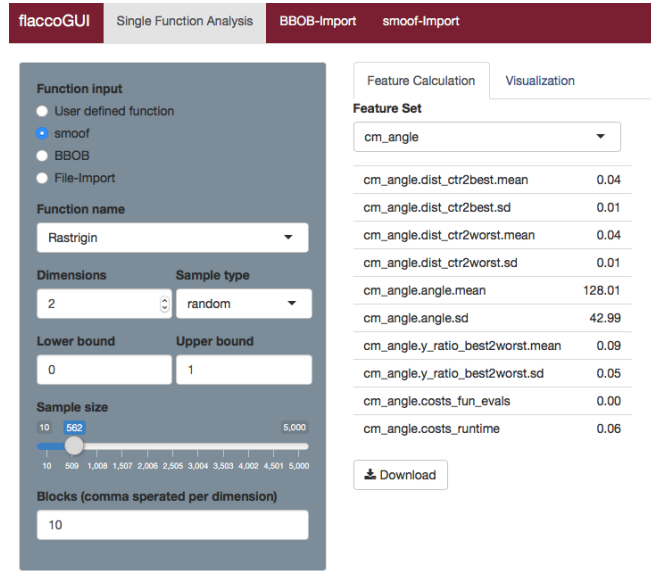 flaccoGUI Single Function Analysis BBOB-Import smoof-Import
Function input
User defined function
smoof
BBOB
File-Import
Function name
Rastrigin
Dimensions Sample type
2 random
Lower bound Upper bound
0 1
Sample size
10 562 5,000
10 509 1,008 1,507 2,006 2,505 3,004 3,503 4,002 4,501 5,000
Blocks (comma sperated per dimension)
10
Feature Calculation Visualization
Feature Set
cm_angle
cm_angle.dist_ctr2best.mean 0.04
cm_angle.dist_ctr2best.sd 0.01
cm_angle.dist_ctr2worst.mean 0.04
cm_angle.dist_ctr2worst.sd 0.01
cm_angle.angle.mean 128.01
cm_angle.angle.sd 42.99
cm_angle.y_ratio_best2worst.mean 0.09
cm_angle.y_ratio_best2worst.sd 0.05
cm_angle.costs_fun_evals 0.00
cm_angle.costs_runtime 0.06
Download